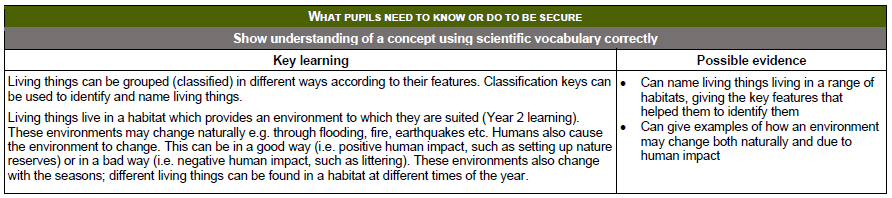 WHAT PUPILS NEED TO KNOW OR DO TO BE SECURE
Show understanding of a concept using scientific vocabulary correctly
Key learning
Living things can be grouped (classified) in different ways according to their features. Classification keys can
be used to identify and name living things.
Living things live in a habitat which provides an environment to which they are suited (Year 2 learning).
These environments may change naturally e.g. through flooding, fire, earthquakes etc. Humans also cause
the environment to change. This can be in a good way (i.e. positive human impact, such as setting up nature
reserves) or in a bad way (i.e. negative human impact, such as littering). These environments also change
with the seasons; different living things can be found in a habitat at different times of the year.
Possible evidence
• Can name living things living in a range of
habitats, giving the key features that
helped them to identify them
• Can give examples of how an environment
may change both naturally and due to
human impact